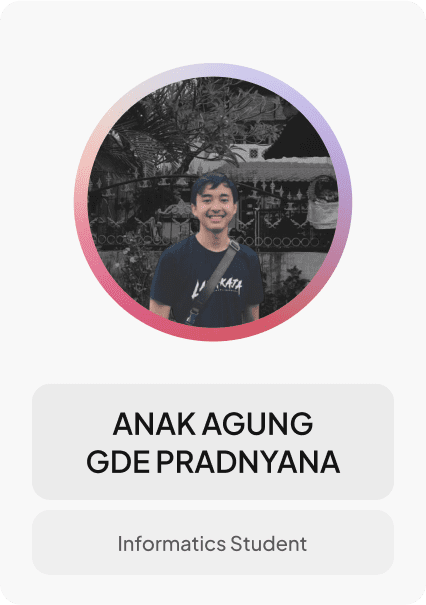 ANAK AGUNG
GDE PRADNYANA
Informatics Student